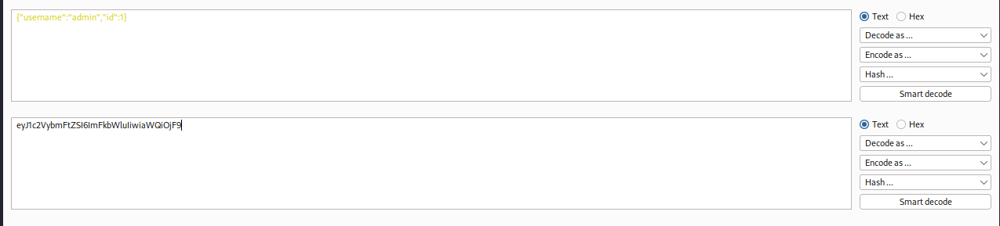 {"username":"admin","id":1}
Text Hex
Decode as ...
Encode as ...
Hash ...
Smart decode
eyJ1c2VybmFtZSI6ImFkbWluIiwiaWQiOjF9
Text Hex
Decode as ...
Encode as ...
Hash ...
Smart decode